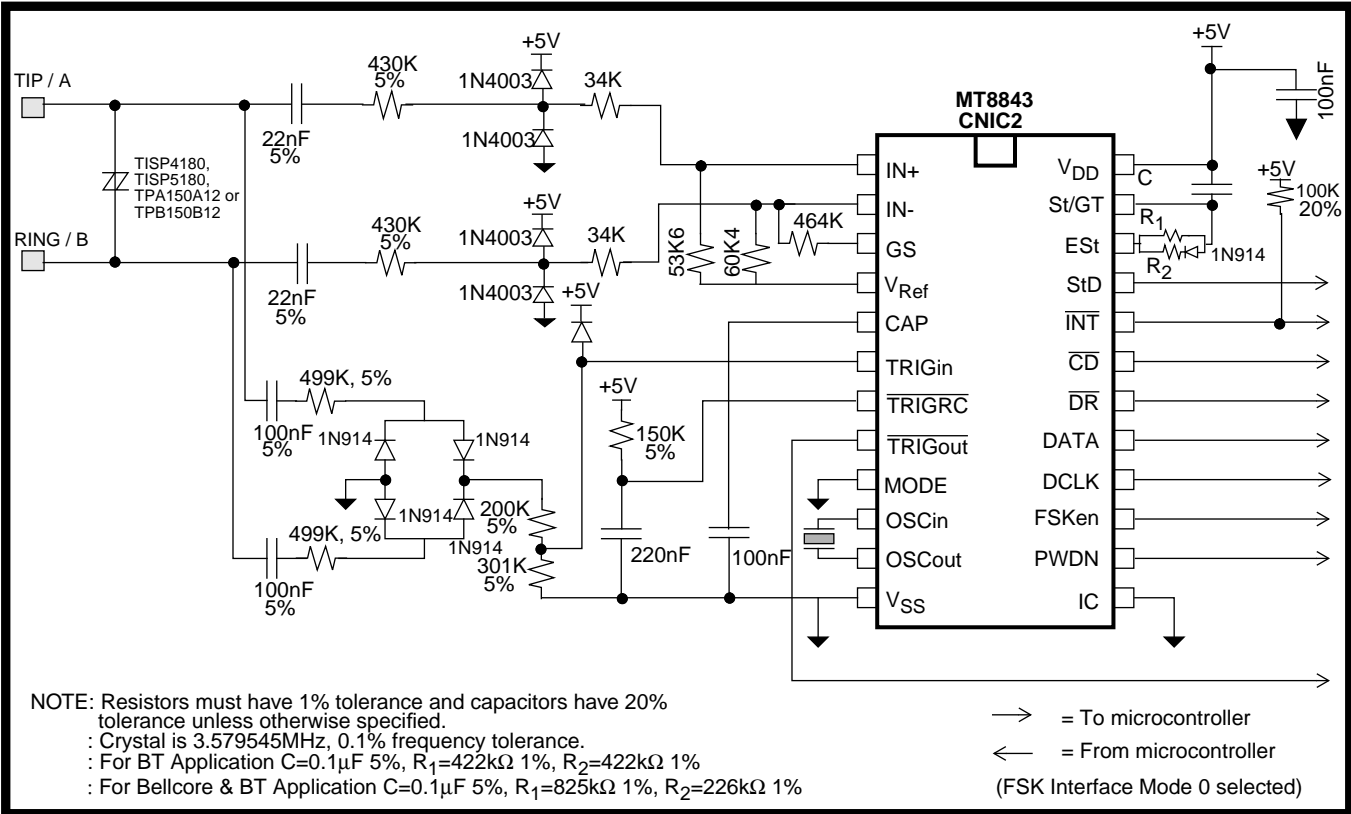 TIP / A
430K
5%
22nF
5%
+5V
1N4003
1N4003
34K
TISP4180,
TISP5180,
TPA150A12 or
TPB150B12
RING / B
430K
5%
22nF
5%
+5V
1N4003
1N4003
34K
+5V
53K6
60K4
464K
499K, 5%
100nF
5%
1N914
1N914
1N914
1N914
499K, 5%
100nF
5%
200K
5%
301K
5%
+5V
150K
5%
220nF
100nF
MT8843
CNIC2
IN+
IN-
GS
VRef
CAP
TRIGin
TRIGRC
TRIGout
MODE
OSCin
OSCout
VSS
VDD
St/GT
ESt
StD
INT
CD
DR
DATA
DCLK
FSKen
PWDN
IC
+5V
100nF
C
R1
R2
1N914
+5V
100K
20%
NOTE: Resistors must have 1% tolerance and capacitors have 20%
tolerance unless otherwise specified.
: Crystal is 3.579545MHz, 0.1% frequency tolerance.
: For BT Application C=0.1μF 5%, R1=422kΩ 1%, R2=422kΩ 1%
: For Bellcore & BT Application C=0.1μF 5%, R1=825kΩ 1%, R2=226kΩ 1%
= To microcontroller
= From microcontroller
(FSK Interface Mode 0 selected)